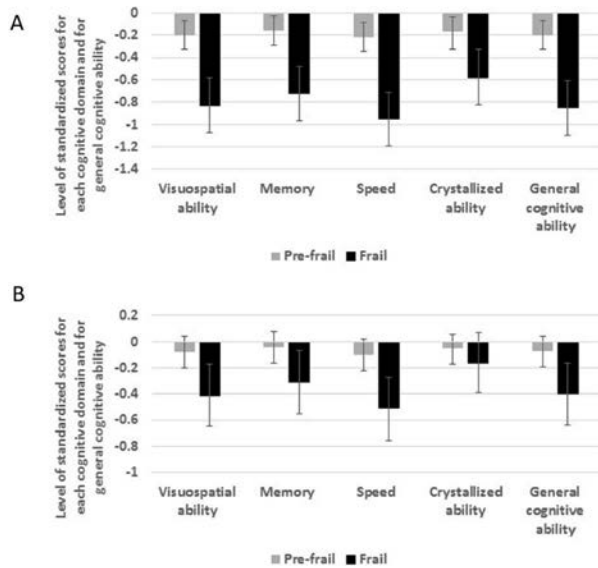 A
Level of standardized scores for
each cognitive domain and for
general cognitive ability
0
-0.2
-0.4
-0.6
-0.8
-1
-1.2
-1.4
Visuospatial
ability
Memory
Speed
Crystallized
ability
General
cognitive
ability
Pre-frail Frail
B
Level of standardized scores for
each cognitive domain and for
general cognitive ability
0.2
0
-0.2
-0.4
-0.6
-0.8
-1
Visuospatial
ability
Memory
Speed
Crystallized
ability
General
cognitive
ability
Pre-frail Frail